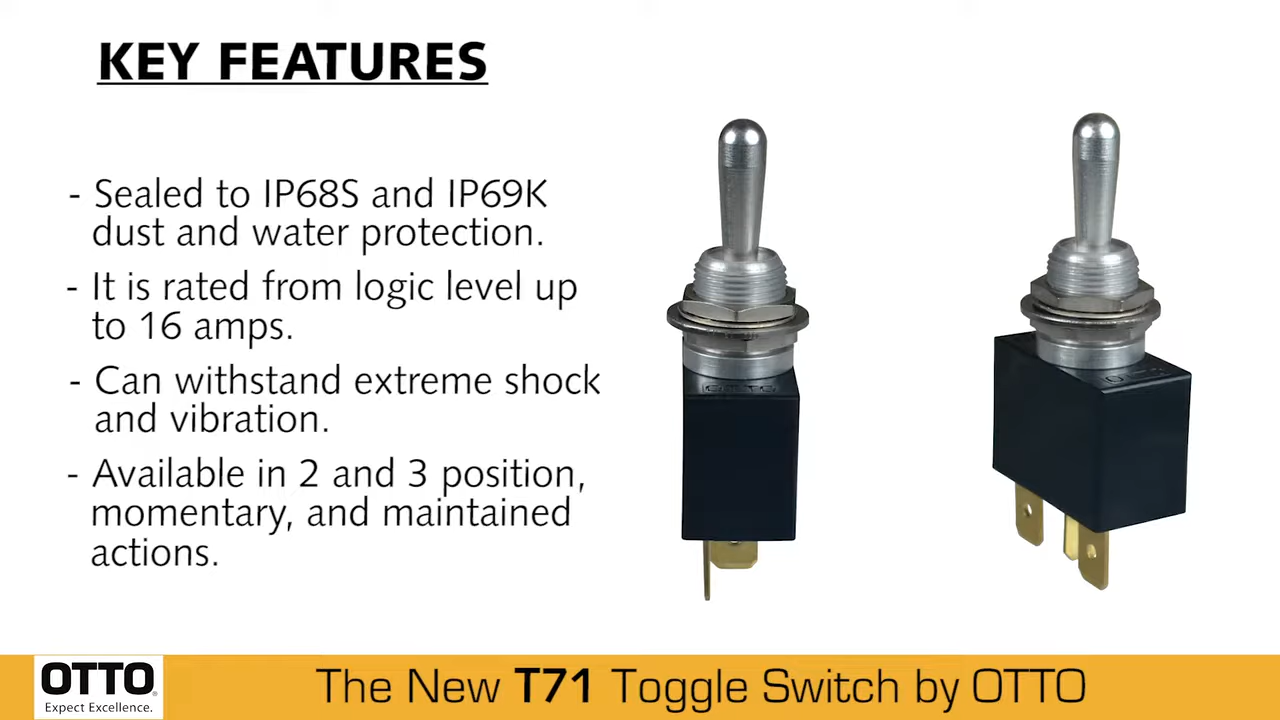 KEY FEATURES
- Sealed to IP68S and IP69K
dust and water protection.
- It is rated from logic level up
to 16 amps.
- Can withstand extreme shock
and vibration.
- Available in 2 and 3 position,
momentary, and maintained
actions.
OTTO®
Expect Excellence.
The New T71 Toggle Switch by OTTO